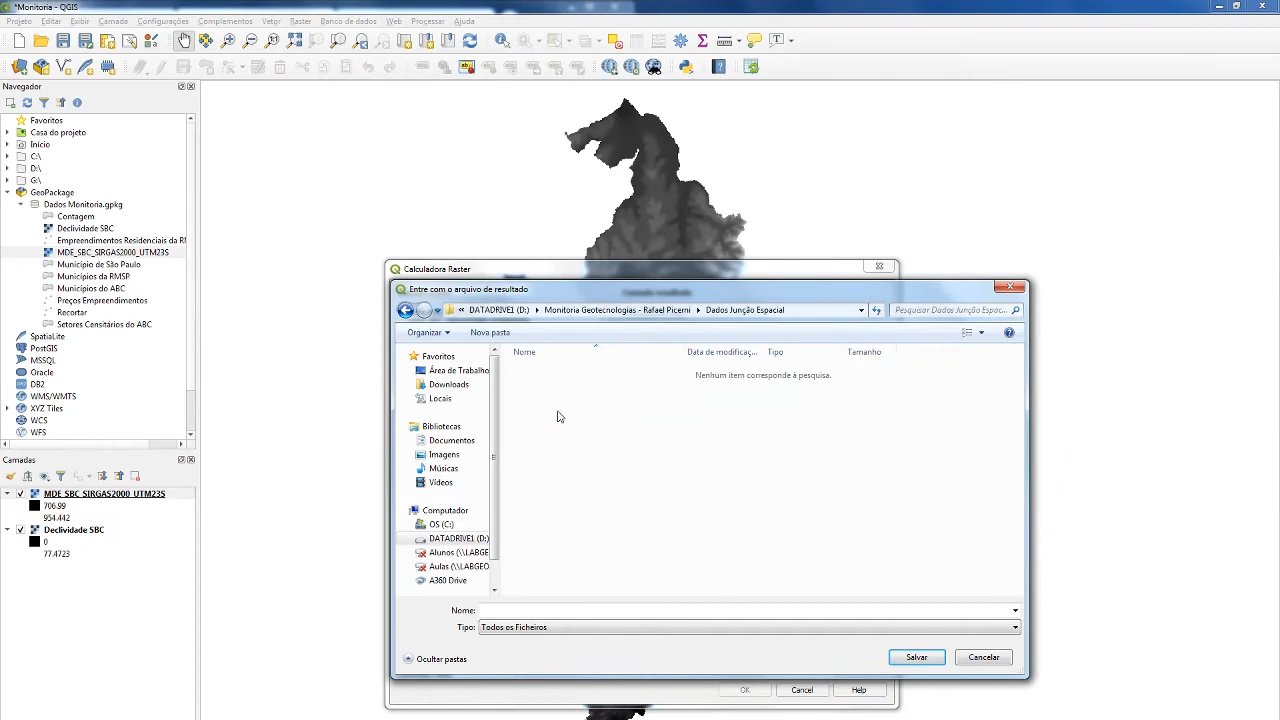 *Monitoria - QGIS
Projeto Editar Exibir Camada Configurações Complementos Vetor Raster Banco de dados Web Processar Ajuda
Navegador
Favoritos
Casa do projeto
Início
C:\
D:\
G:\
GeoPackage
Dados Monitoria.gpkg
Contagem
Declividade SBC
Empreendimentos Residenciais da RM
MDE_SBC_SIRGAS2000_UTM23S
Município de São Paulo
Municípios da RMSP
Municípios do ABC
Preços Empreendimentos
Recortar
Setores Censitários do ABC
SpatiaLite
PostGIS
MSSQL
Oracle
DB2
WMS/WMTS
XYZ Tiles
WCS
WFS
Camadas
MDE_SBC_SIRGAS2000_UTM23S
706.99
954.442
Declividade SBC
0
77.4723
Calculadora Raster
Entre com o arquivo de resultado
« DATADRIVE1 (D:) Monitoria Geotecnologias - Rafael Picerni Dados Junção Espacial
Pesquisar Dados Junção Espac...
Organizar Nova pasta
Nome Data de modificaç... Tipo Tamanho
Nenhum item corresponde à pesquisa.
Favoritos
Área de Trabalho
Downloads
Locais
Bibliotecas
Documentos
Imagens
Músicas
Vídeos
Computador
OS (C:)
DATADRIVE1 (D:)
Alunos (\\LABGE
Aulas (\\LABGEO
A360 Drive
Nome:
Tipo: Todos os Ficheiros
Ocultar pastas Salvar Cancelar
OK Cancel Help